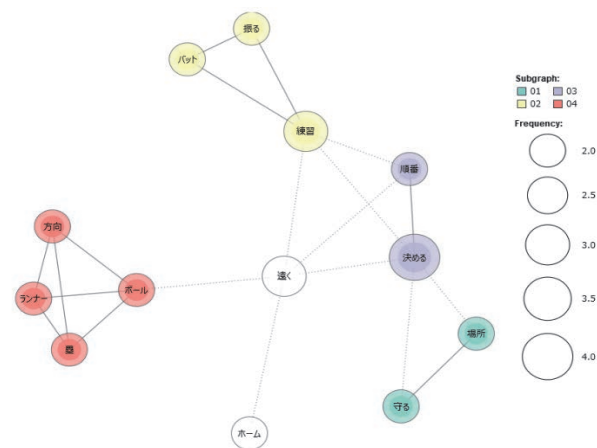 振る
バット
練習
順番
方向
決める
遠く
ランナー
ボール
塁
場所
守る
ホーム
Subgraph:
01 03
02 04
Frequency:
2.0
2.5
3.0
3.5
4.0